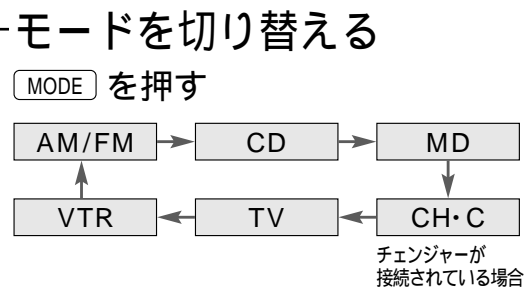 モードを切り替える
MODE を押す
AM/FM CD MD
VTR TV CH･C
チェンジャーが
接続されている場合